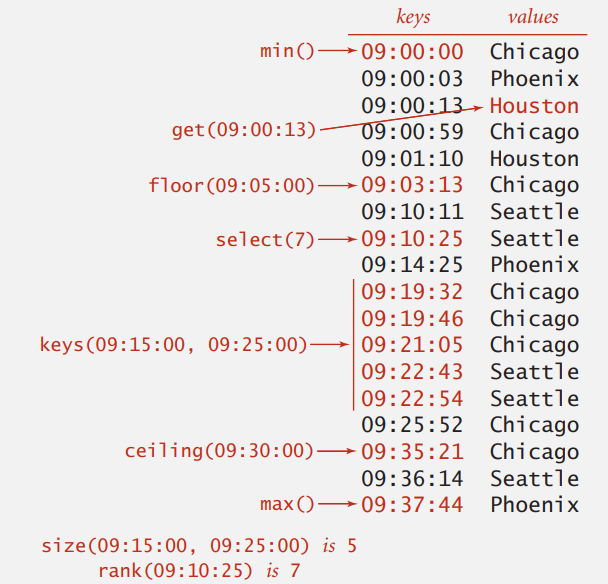 keys values
min() 09:00:00 Chicago
09:00:03 Phoenix
09:00:13 Houston
get(09:00:13) 09:00:59 Chicago
09:01:10 Houston
floor(09:05:00) 09:03:13 Chicago
09:10:11 Seattle
select(7) 09:10:25 Seattle
09:14:25 Phoenix
09:19:32 Chicago
09:19:46 Chicago
keys(09:15:00, 09:25:00) 09:21:05 Chicago
09:22:43 Seattle
09:22:54 Seattle
09:25:52 Chicago
ceiling(09:30:00) 09:35:21 Chicago
09:36:14 Seattle
max() 09:37:44 Phoenix
size(09:15:00, 09:25:00) is 5
rank(09:10:25) is 7